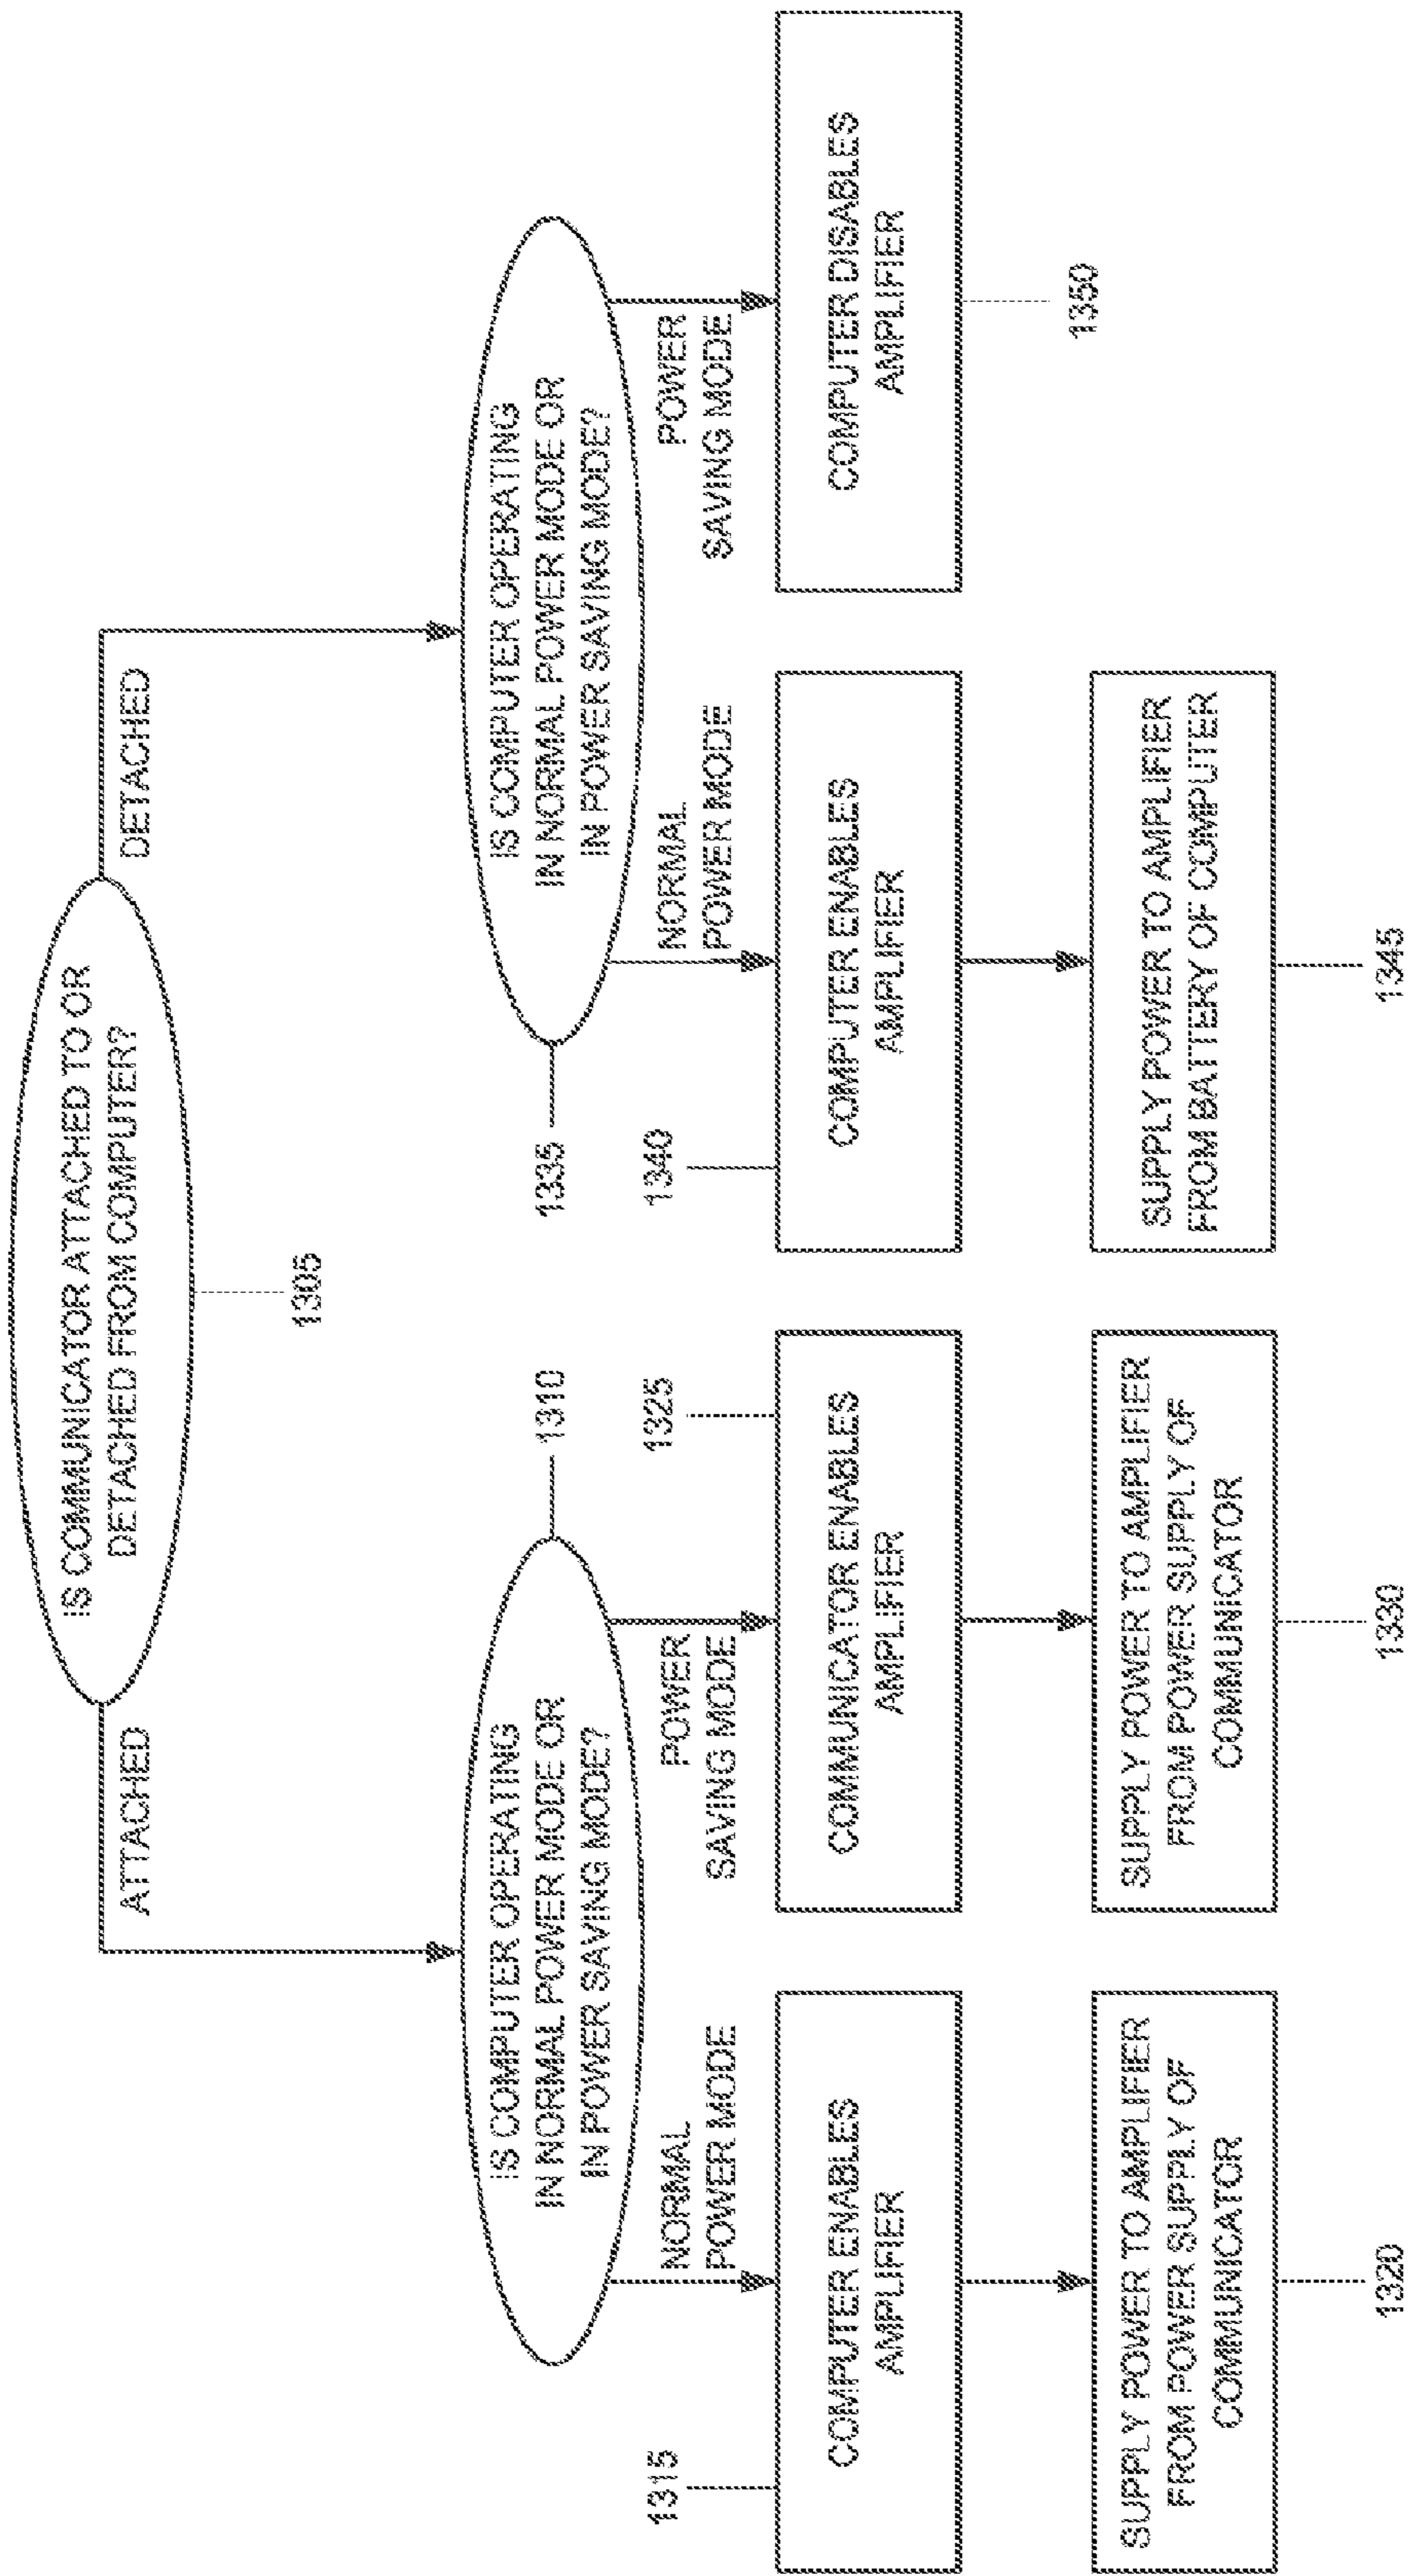 IS COMMUNICATOR ATTACHED TO OR
DETACHED FROM COMPUTER?
1305
ATTACHED
DETACHED
IS COMPUTER OPERATING
IN NORMAL POWER MODE OR
IN POWER SAVING MODE?
1310
IS COMPUTER OPERATING
IN NORMAL POWER MODE OR
IN POWER SAVING MODE?
1335
NORMAL
POWER MODE
POWER
SAVING MODE
NORMAL
POWER MODE
POWER
SAVING MODE
1315
COMPUTER ENABLES
AMPLIFIER
1325
COMMUNICATOR ENABLES
AMPLIFIER
1340
COMPUTER ENABLES
AMPLIFIER
COMPUTER DISABLES
AMPLIFIER
1350
SUPPLY POWER TO AMPLIFIER
FROM POWER SUPPLY OF
COMMUNICATOR
1320
SUPPLY POWER TO AMPLIFIER
FROM POWER SUPPLY OF
COMMUNICATOR
1330
SUPPLY POWER TO AMPLIFIER
FROM BATTERY OF COMPUTER
1345